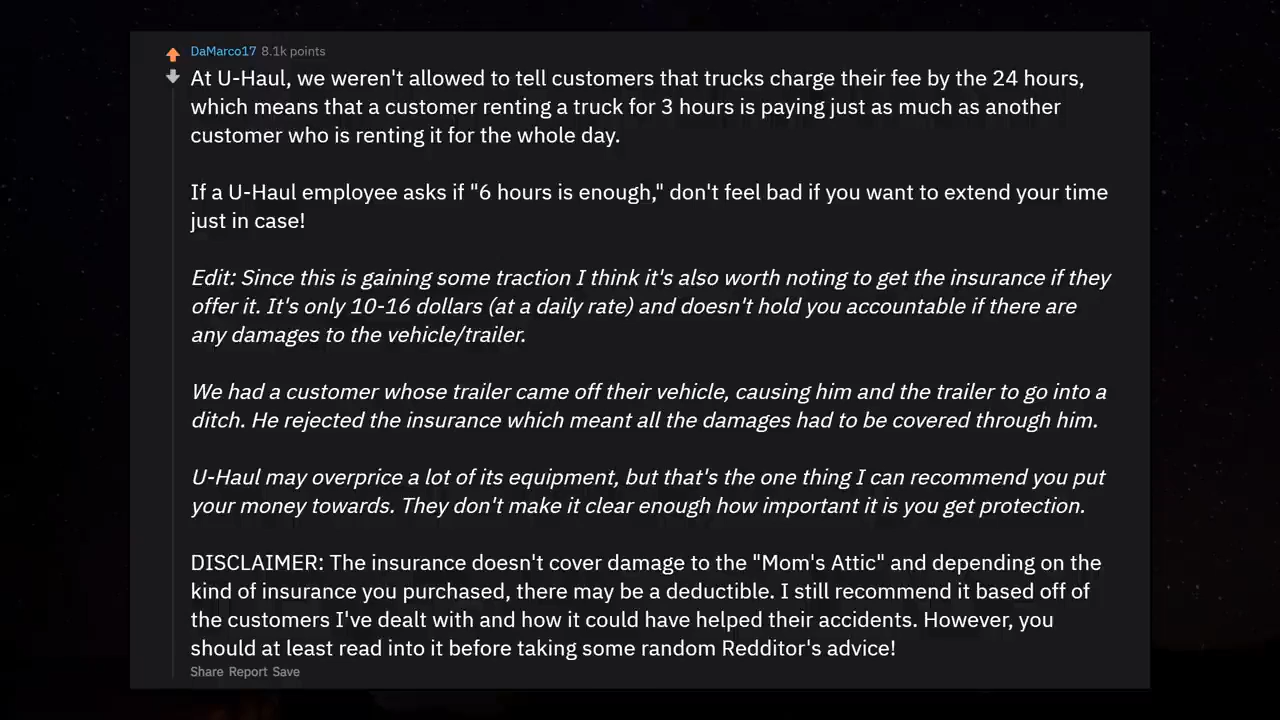 DaMarco17 8.1k points
At U-Haul, we weren't allowed to tell customers that trucks charge their fee by the 24 hours,
which means that a customer renting a truck for 3 hours is paying just as much as another
customer who is renting it for the whole day.
If a U-Haul employee asks if "6 hours is enough," don't feel bad if you want to extend your time
just in case!
Edit: Since this is gaining some traction I think it's also worth noting to get the insurance if they
offer it. It's only 10-16 dollars (at a daily rate) and doesn't hold you accountable if there are
any damages to the vehicle/trailer.
We had a customer whose trailer came off their vehicle, causing him and the trailer to go into a
ditch. He rejected the insurance which meant all the damages had to be covered through him.
U-Haul may overprice a lot of its equipment, but that's the one thing I can recommend you put
your money towards. They don't make it clear enough how important it is you get protection.
DISCLAIMER: The insurance doesn't cover damage to the "Mom's Attic" and depending on the
kind of insurance you purchased, there may be a deductible. I still recommend it based off of
the customers I've dealt with and how it could have helped their accidents. However, you
should at least read into it before taking some random Redditor's advice!
Share Report Save